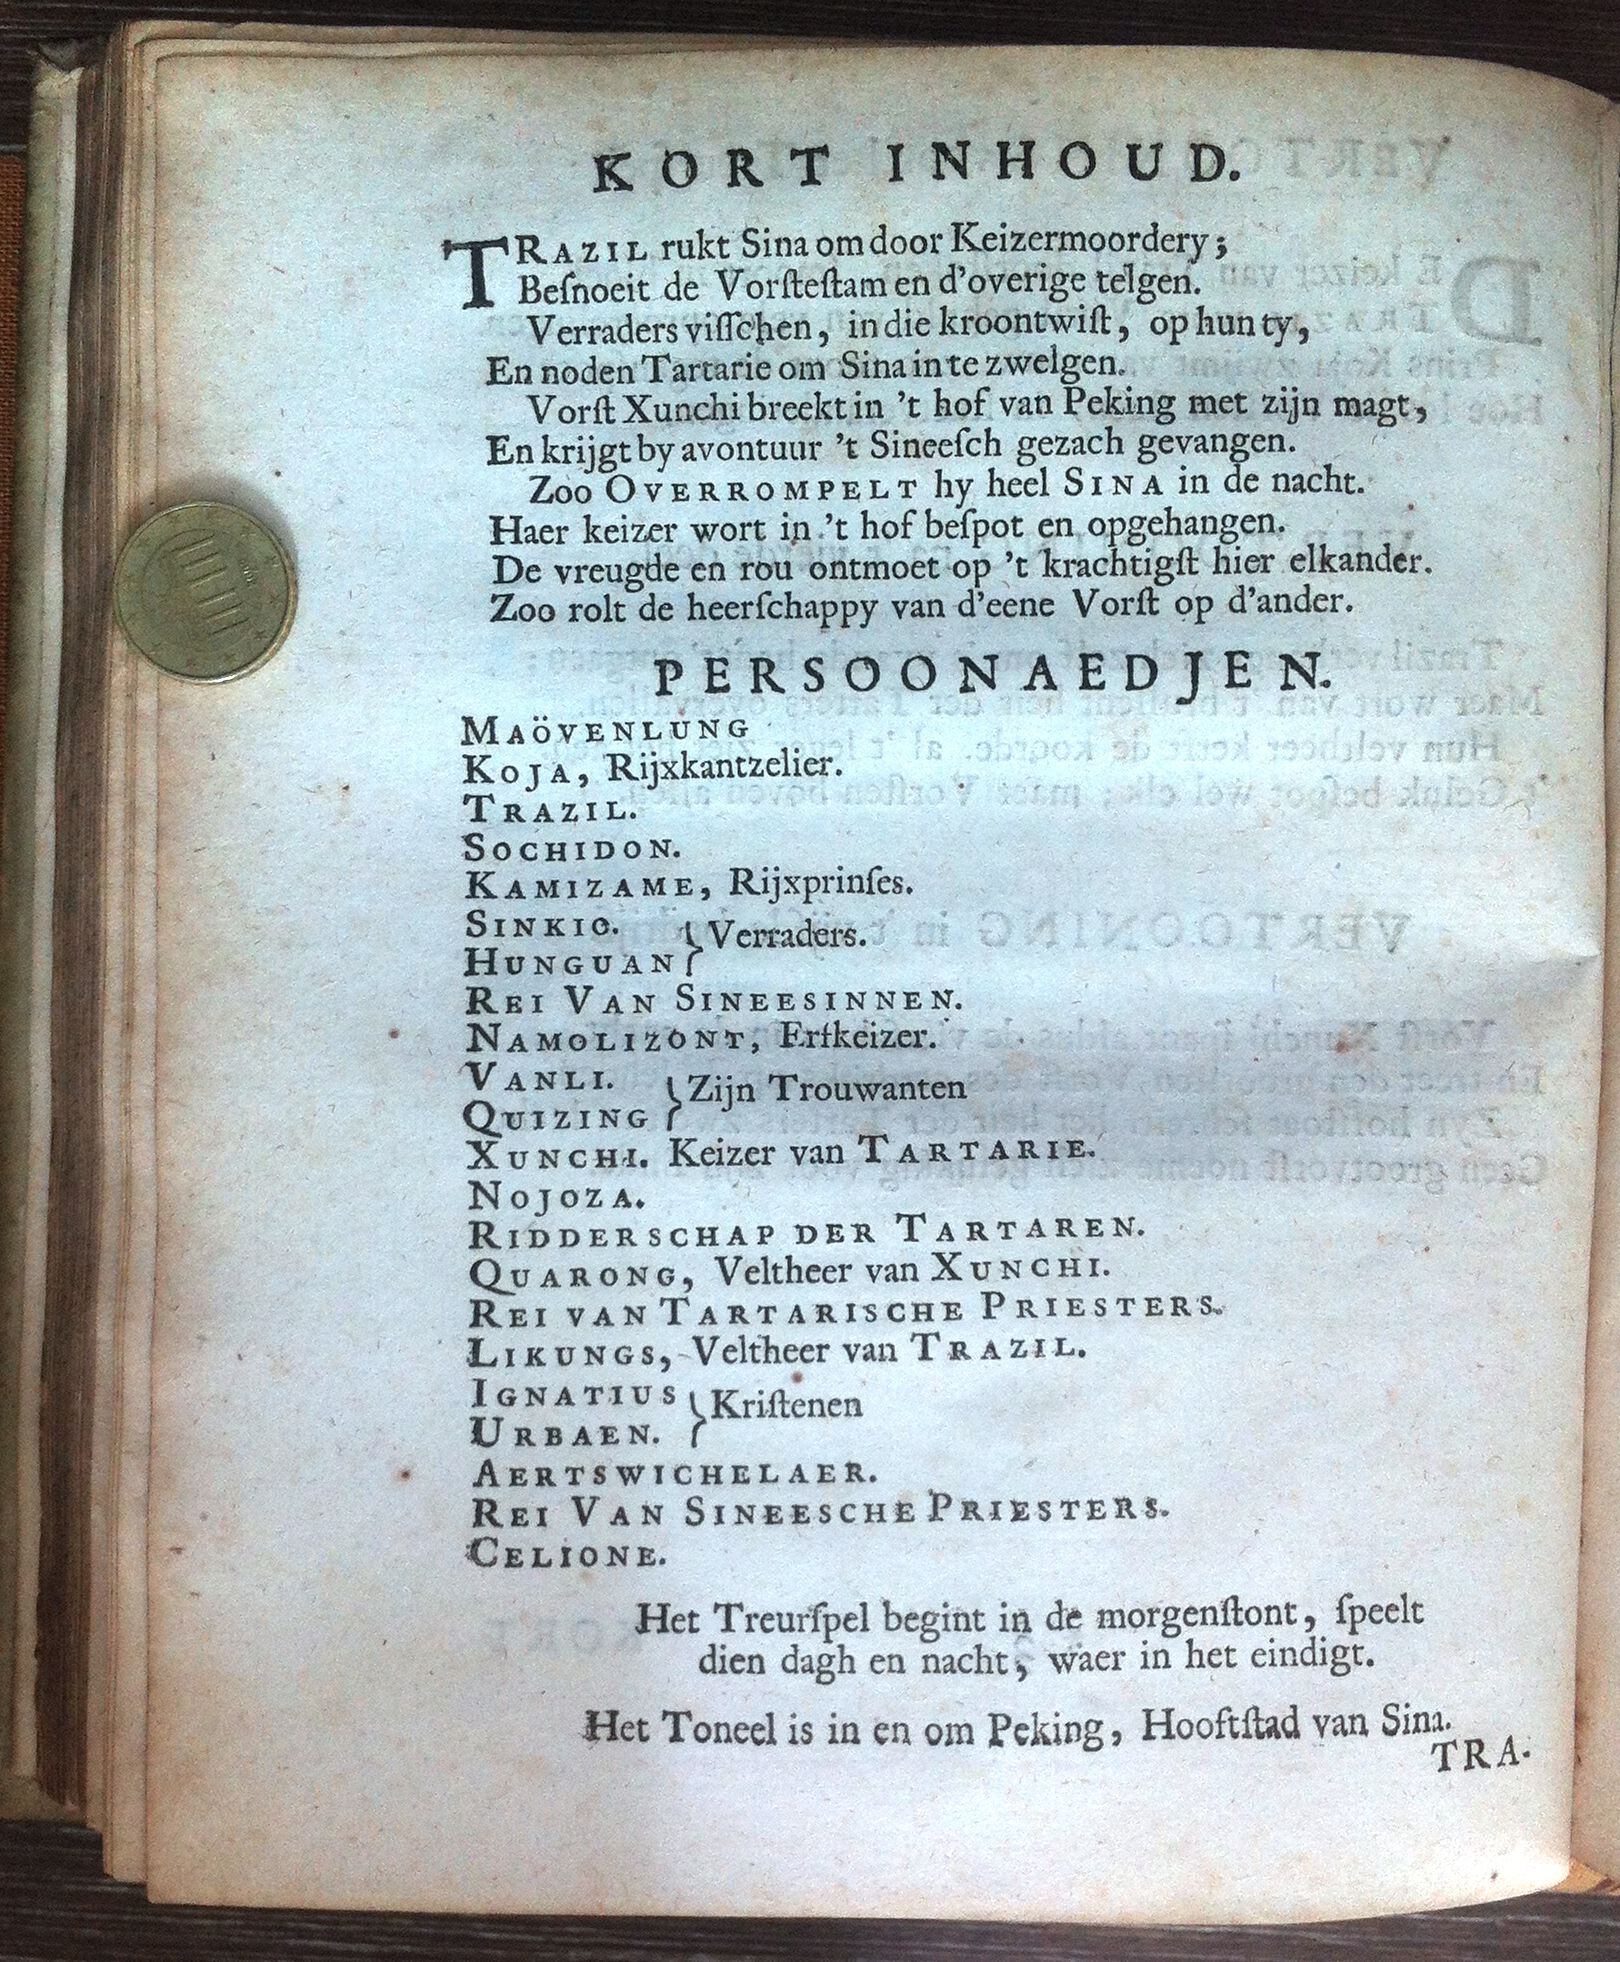 KORT INHOUD.
TRAZIL rukt Sina om door Keizermoordery;
Beſnoeit de Vorſteſtam en d'overige telgen.
Verraders viſſchen, in die kroontwiſt, op hun ty,
En noden Tartarie om Sina in te zwelgen.
Vorſt Xunchi breekt in 't hof van Peking met zijn magt,
En krijgt by avontuur 't Sineeſch gezach gevangen.
Zoo OVERROMPELT hy heel SINA in de nacht.
Haer keizer wort in 't hof beſpot en opgehangen.
De vreugde en rou ontmoet op 't krachtigſt hier elkander.
Zoo rolt de heerſchappy van d'eene Vorſt op d'ander.
PERSOONAEDJEN.
MAÖVENLUNG
KOJA, Rijxkantzelier.
TRAZIL.
SOCHIDON.
KAMIZAME, Rijxprinſes.
SINKIO.
HUNGUAN } Verraders.
REI VAN SINEESINNEN.
NAMOLIZONT, Erfkeizer.
VANLI.
QUIZING } Zijn Trouwanten
XUNCHI. Keizer van TARTARIE.
NOJOZA.
RIDDERSCHAP DER TARTAREN.
QUARONG, Veltheer van XUNCHI.
REI VAN TARTARISCHE PRIESTERS.
LIKUNGS, Veltheer van TRAZIL.
IGNATIUS
URBAEN. } Kriſtenen
AERTSWICHELAER.
REI VAN SINEESCHE PRIESTERS.
CELIONE.
Het Treurſpel begint in de morgenſtont, ſpeelt
dien dagh en nacht, waer in het eindigt.
Het Toneel is in en om Peking, Hooftſtad van Sina.
TRA-